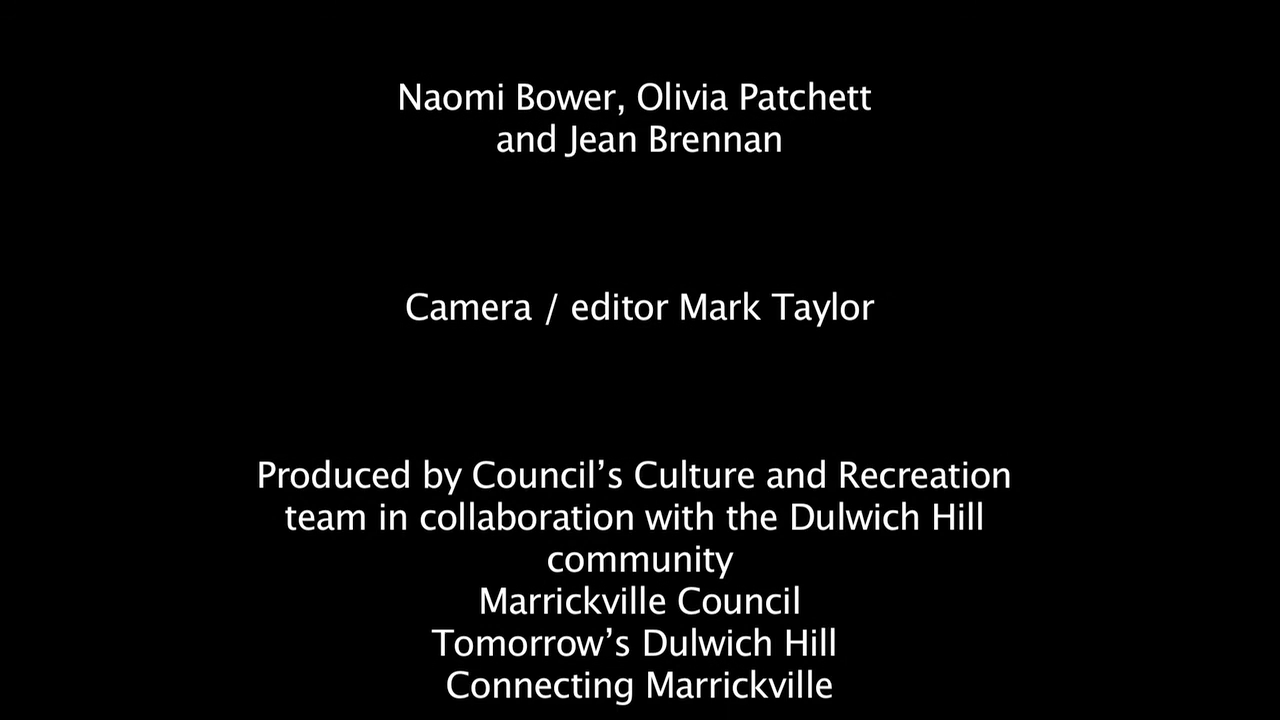 Naomi Bower, Olivia Patchett
and Jean Brennan
Camera / editor Mark Taylor
Produced by Council’s Culture and Recreation
team in collaboration with the Dulwich Hill
community
Marrickville Council
Tomorrow’s Dulwich Hill
Connecting Marrickville